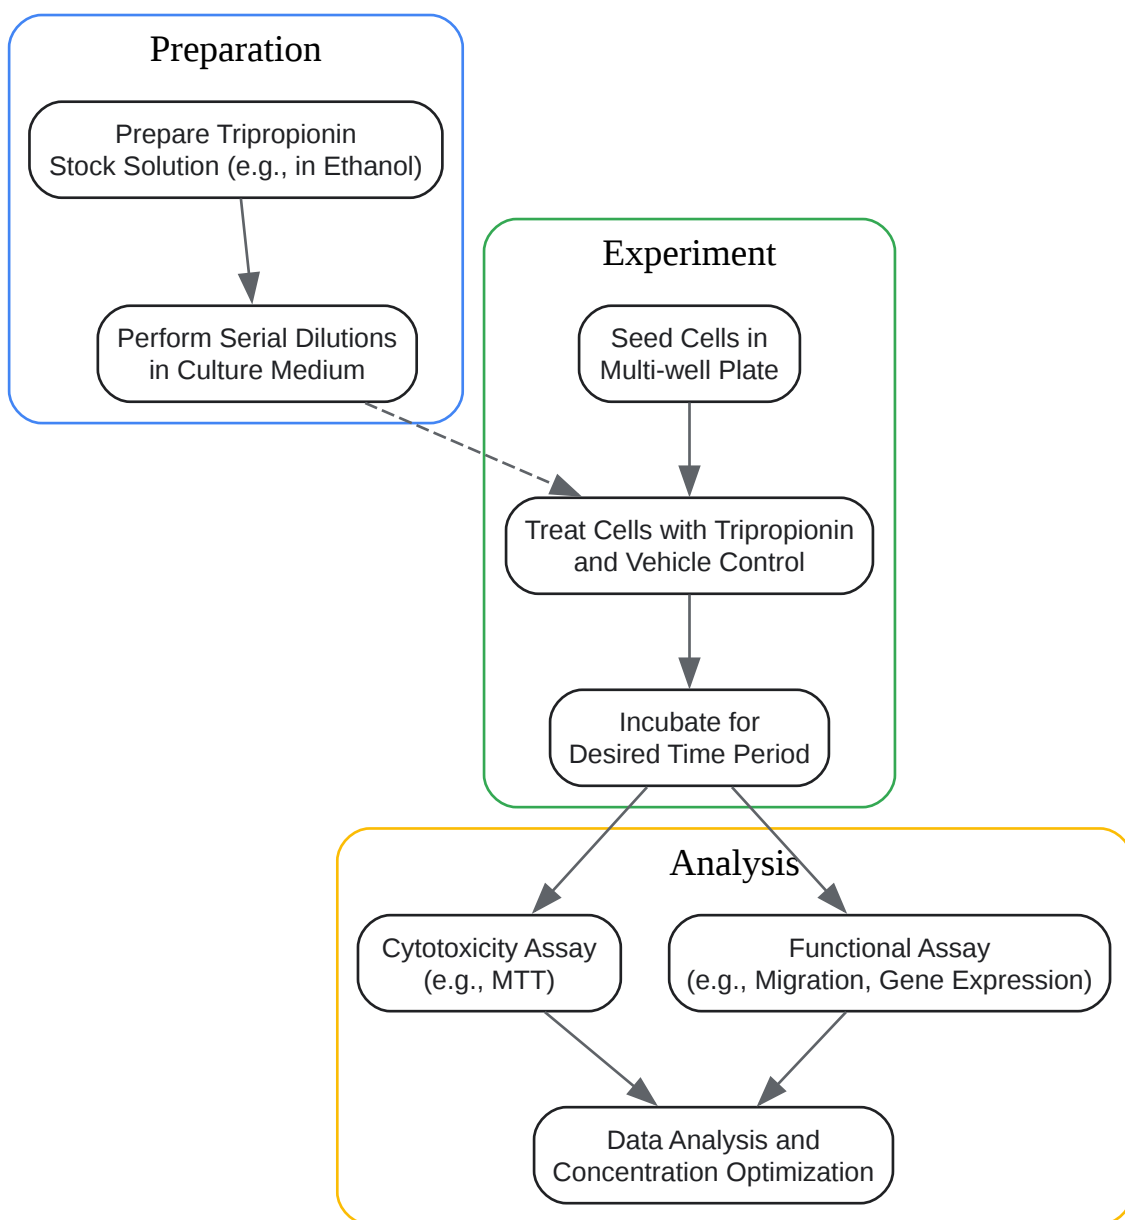 Preparation
Prepare Tripropionin
Stock Solution (e.g., in Ethanol)
Perform Serial Dilutions
in Culture Medium
Experiment
Seed Cells in
Multi-well Plate
Treat Cells with Tripropionin
and Vehicle Control
Incubate for
Desired Time Period
Analysis
Cytotoxicity Assay
(e.g., MTT)
Functional Assay
(e.g., Migration, Gene Expression)
Data Analysis and
Concentration Optimization